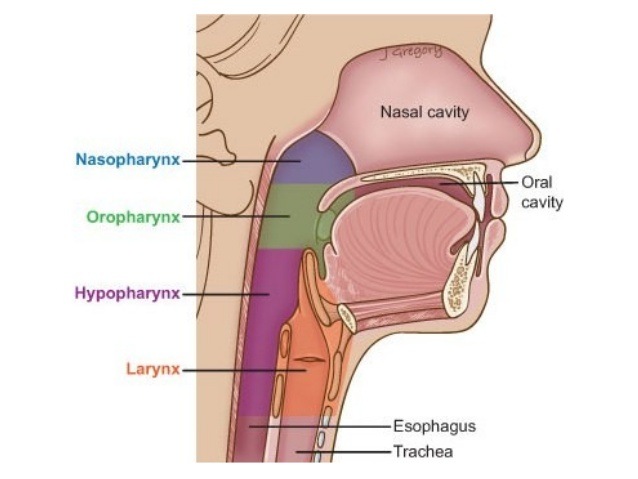 J Gregory
Nasal cavity
Nasopharynx
Oral
cavity
Oropharynx
Hypopharynx
Larynx
Esophagus
Trachea